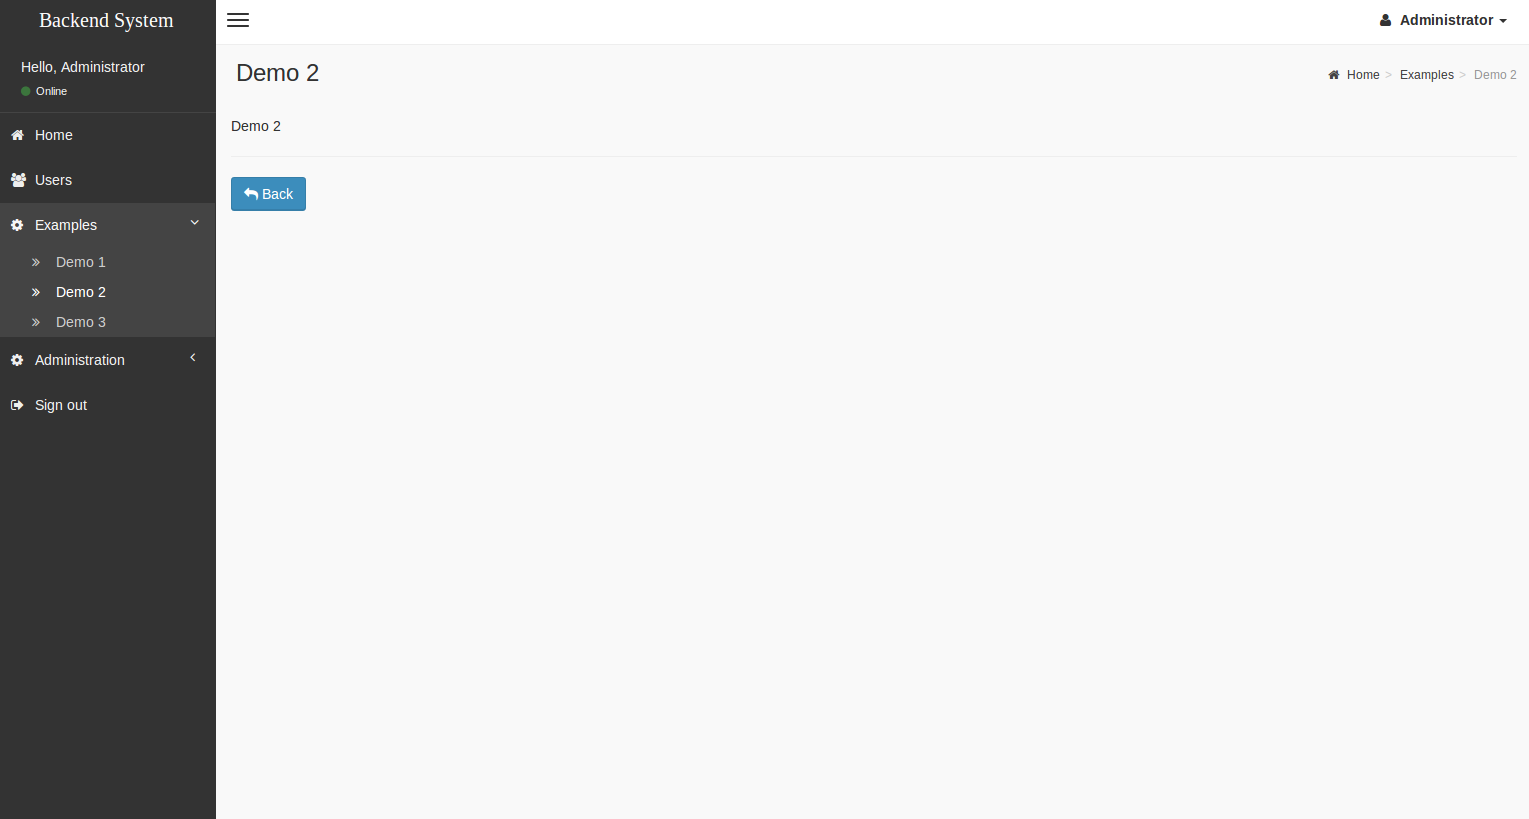 Backend System
Administrator
Hello, Administrator
Online
Home
Users
Examples
Demo 1
Demo 2
Demo 3
Administration
Sign out
Demo 2
Home > Examples > Demo 2
Demo 2
Back